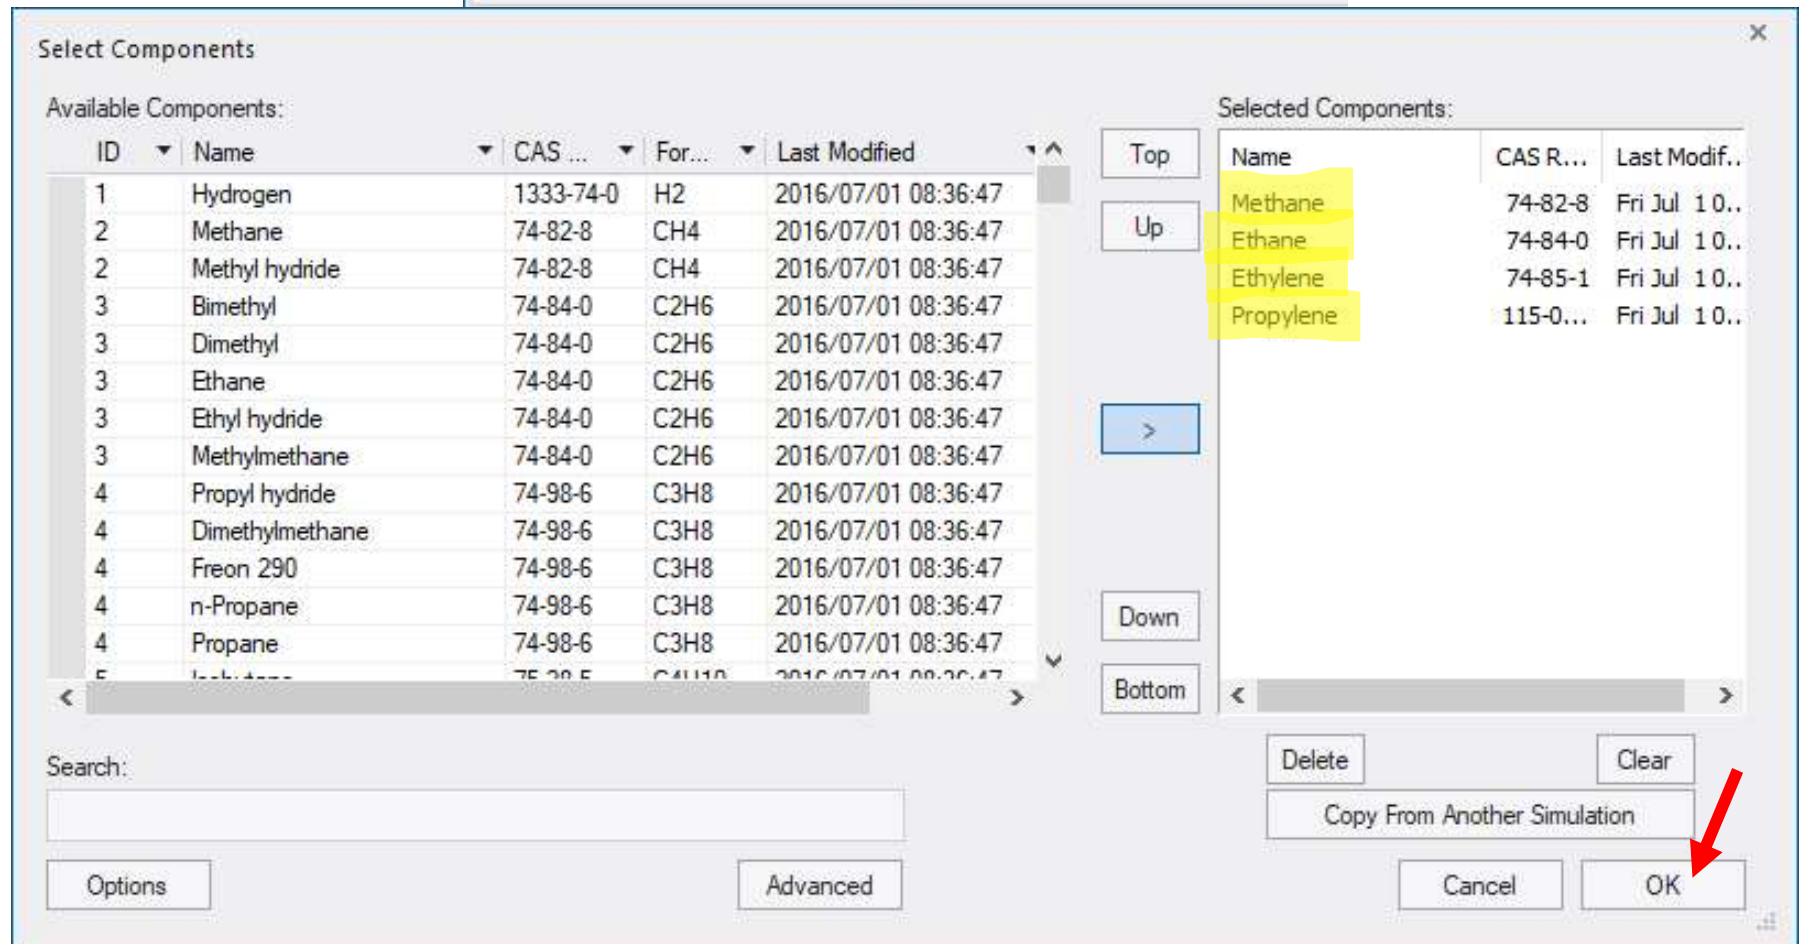 Select Components
Available Components:
ID Name CAS ... For... Last Modified
1 Hydrogen 1333-74-0 H2 2016/07/01 08:36:47
2 Methane 74-82-8 CH4 2016/07/01 08:36:47
2 Methyl hydride 74-82-8 CH4 2016/07/01 08:36:47
3 Bimethyl 74-84-0 C2H6 2016/07/01 08:36:47
3 Dimethyl 74-84-0 C2H6 2016/07/01 08:36:47
3 Ethane 74-84-0 C2H6 2016/07/01 08:36:47
3 Ethyl hydride 74-84-0 C2H6 2016/07/01 08:36:47
3 Methylmethane 74-84-0 C2H6 2016/07/01 08:36:47
4 Propyl hydride 74-98-6 C3H8 2016/07/01 08:36:47
4 Dimethylmethane 74-98-6 C3H8 2016/07/01 08:36:47
4 Freon 290 74-98-6 C3H8 2016/07/01 08:36:47
4 n-Propane 74-98-6 C3H8 2016/07/01 08:36:47
4 Propane 74-98-6 C3H8 2016/07/01 08:36:47
Search:
Options
Advanced
Top
Up
>
Down
Bottom
Selected Components:
Name CAS R... Last Modif..
Methane 74-82-8 Fri Jul 1 0..
Ethane 74-84-0 Fri Jul 1 0..
Ethylene 74-85-1 Fri Jul 1 0..
Propylene 115-0... Fri Jul 1 0..
Delete
Clear
Copy From Another Simulation
Cancel
OK